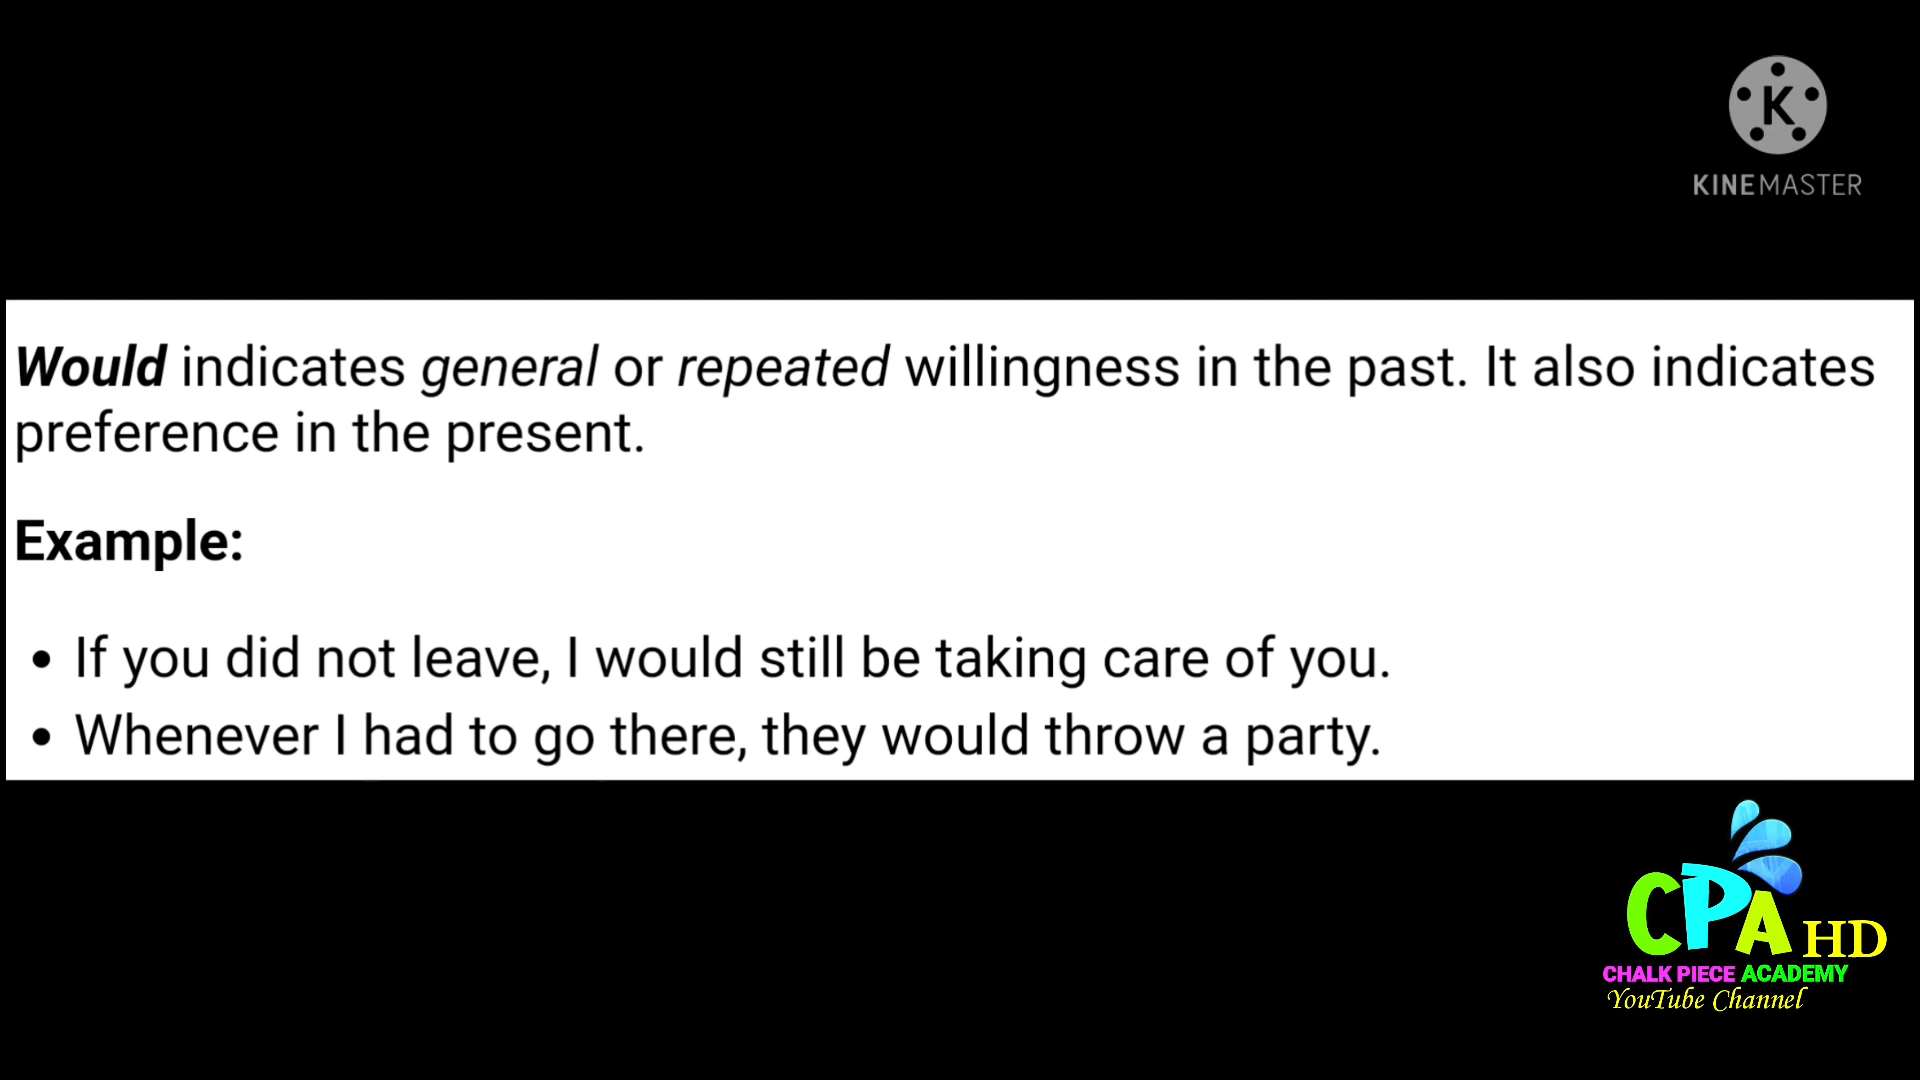 K
KINEMASTER
Would indicates general or repeated willingness in the past. It also indicates
preference in the present.
Example:
• If you did not leave, I would still be taking care of you.
• Whenever I had to go there, they would throw a party.
CPA HD
CHALK PIECE ACADEMY
YouTube Channel